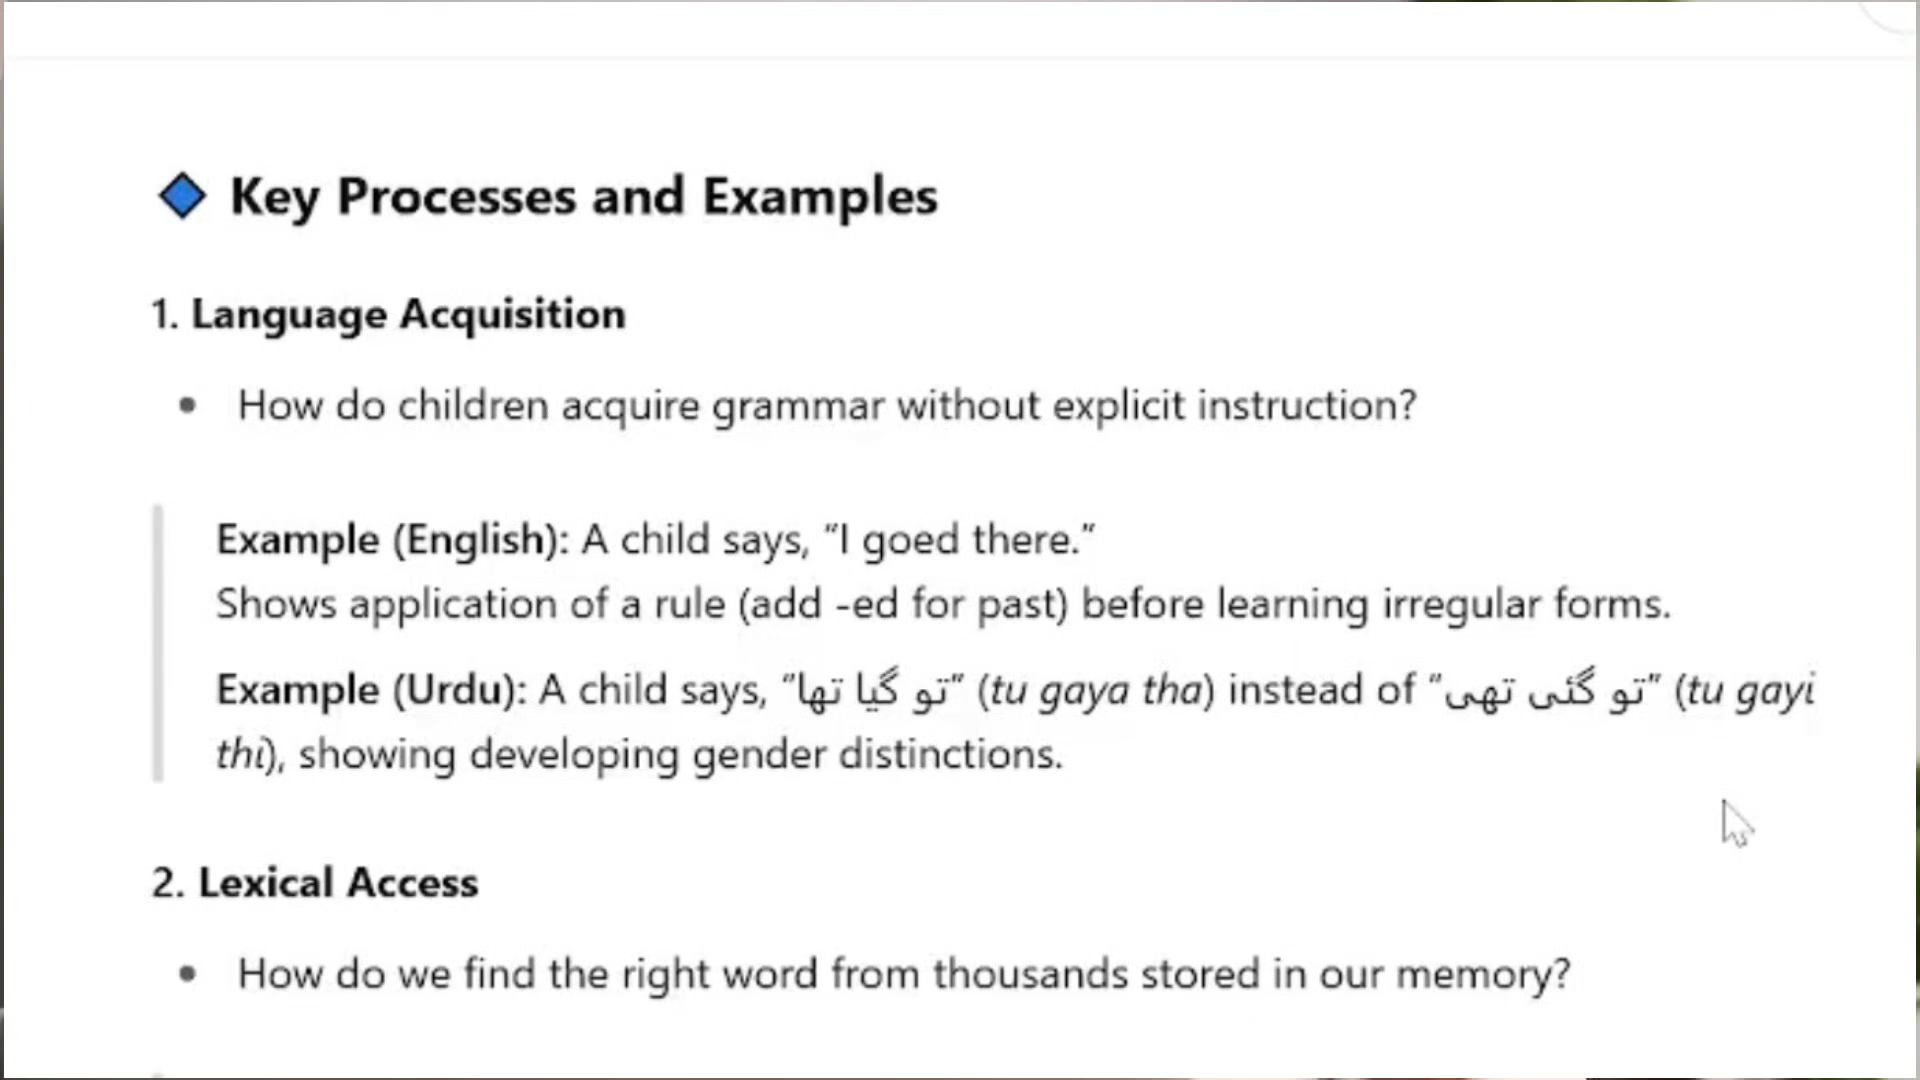 🔷 Key Processes and Examples
1. Language Acquisition
• How do children acquire grammar without explicit instruction?
Example (English): A child says, “I goed there.”
Shows application of a rule (add -ed for past) before learning irregular forms.
Example (Urdu): A child says, “تو گیا تھا” (tu gaya tha) instead of “تو گئی تھی” (tu gayi
thi), showing developing gender distinctions.
2. Lexical Access
• How do we find the right word from thousands stored in our memory?